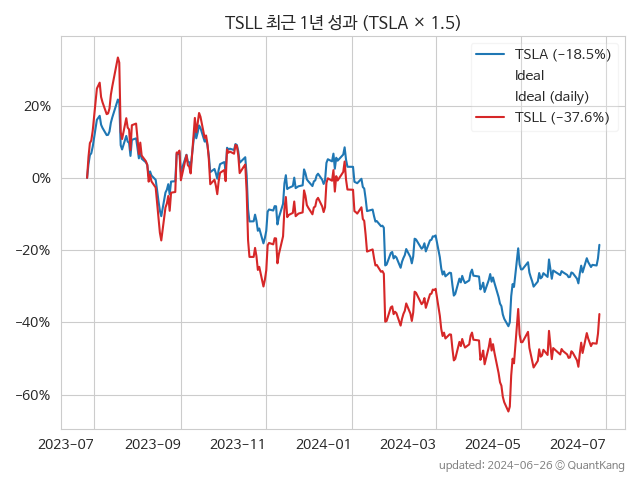 TSLL 최근 1년 성과 (TSLA × 1.5)
TSLA (−18.5%)
Ideal
Ideal (daily)
TSLL (−37.6%)
20%
0%
−20%
−40%
−60%
2023-07 2023-09 2023-11 2024-01 2024-03 2024-05 2024-07
updated: 2024-06-26 © QuantKang